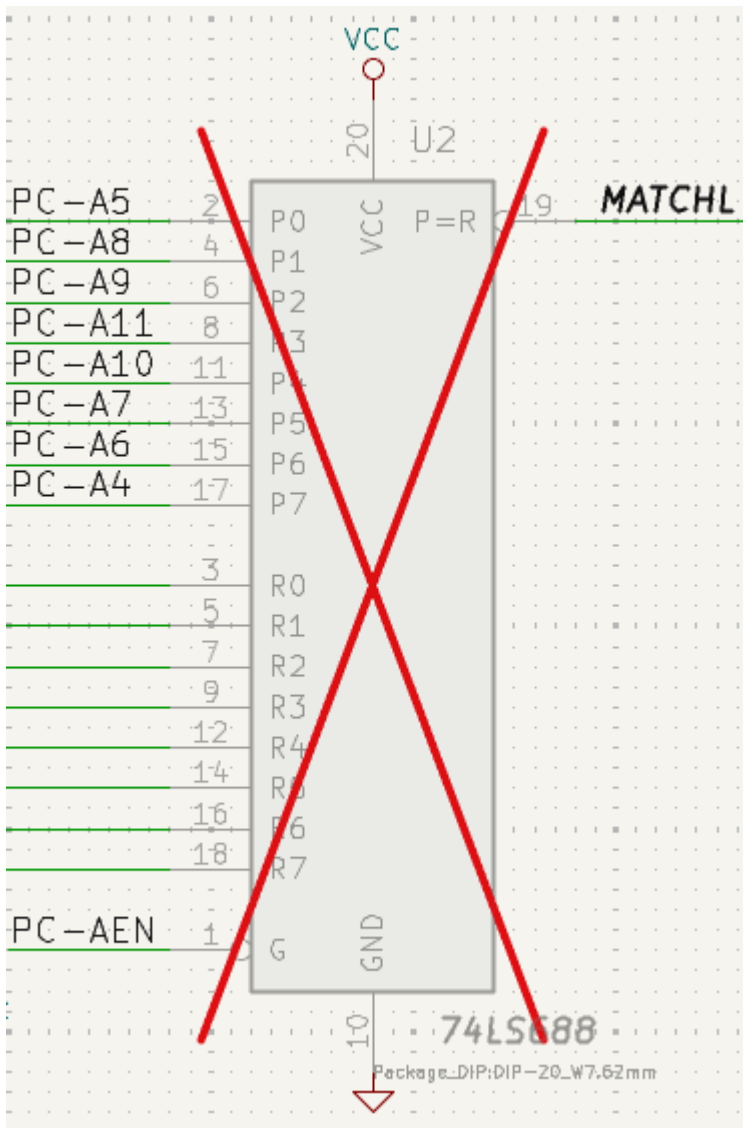 VCC
20
U2
PC-A5 2 P0 VCC P=R 19 MATCHL
PC-A8 4 P1
PC-A9 6 P2
PC-A11 8 P3
PC-A10 11 P4
PC-A7 13 P5
PC-A6 15 P6
PC-A4 17 P7
3 R0
5 R1
7 R2
9 R3
12 R4
14 R5
16 R6
18 R7
PC-AEN 1 G GND
10
74LS688
Package_DIP:DIP-20_W7.62mm